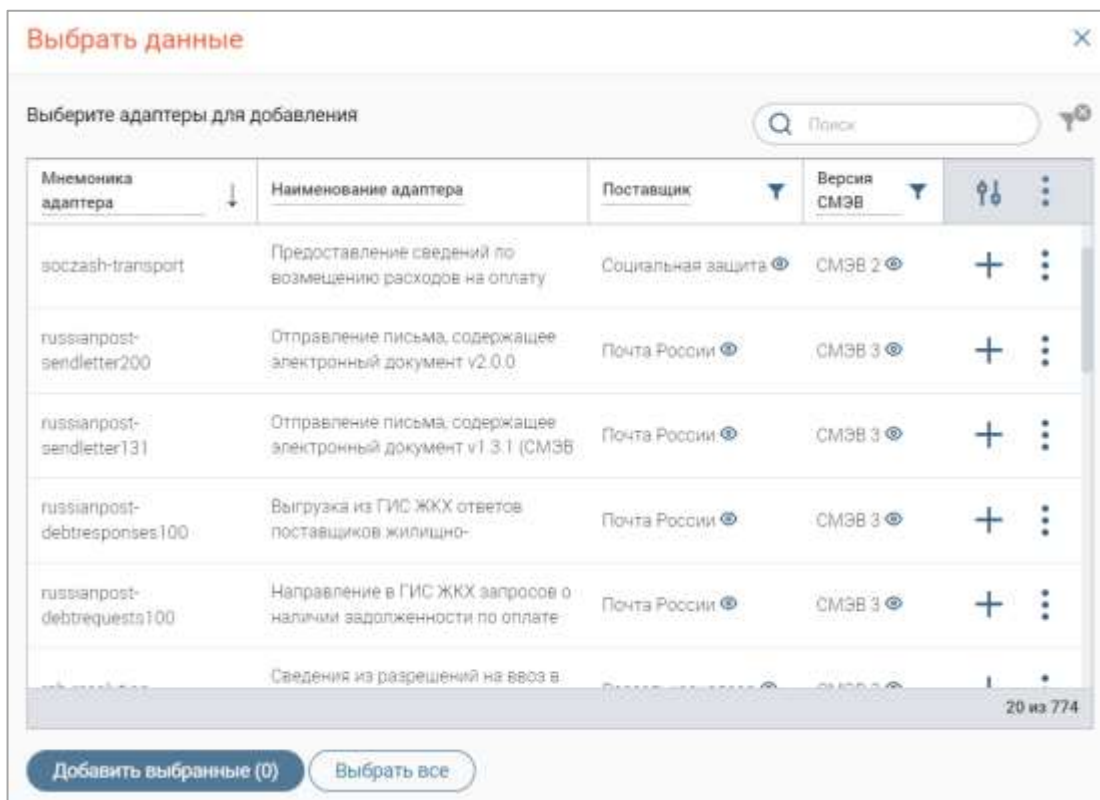 Выбрать данные
Выберите адаптеры для добавления
Поиск
Мнемоника
адаптера
Наименование адаптера
Поставщик
Версия
СМЭВ
soczash-transport
Предоставление сведений по
возмещению расходов на оплату
Социальная защита
СМЭВ 2
russianpost-
sendletter200
Отправление письма, содержащее
электронный документ v2.0.0
Почта России
СМЭВ 3
russianpost-
sendletter131
Отправление письма, содержащее
электронный документ v1.3.1 (СМЭВ
Почта России
СМЭВ 3
russianpost-
debtresponses100
Выгрузка из ГИС ЖКХ ответов
поставщиков жилищно-
Почта России
СМЭВ 3
russianpost-
debtrequests100
Направление в ГИС ЖКХ запросов о
наличии задолженности по оплате
Почта России
СМЭВ 3
Сведения из разрешений на ввоз в
20 из 774
Добавить выбранные (0)
Выбрать все